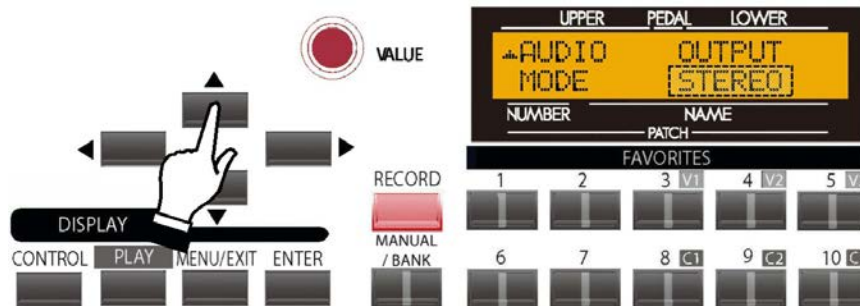 UPPER PEDAL LOWER
VALUE
AUDIO OUTPUT
MODE STEREO
NUMBER NAME
PATCH
FAVORITES
RECORD 1 2 3 V1 4 V2 5 V
DISPLAY
MANUAL
CONTROL PLAY MENU/EXIT ENTER / BANK 6 7 8 C1 9 C2 10 C